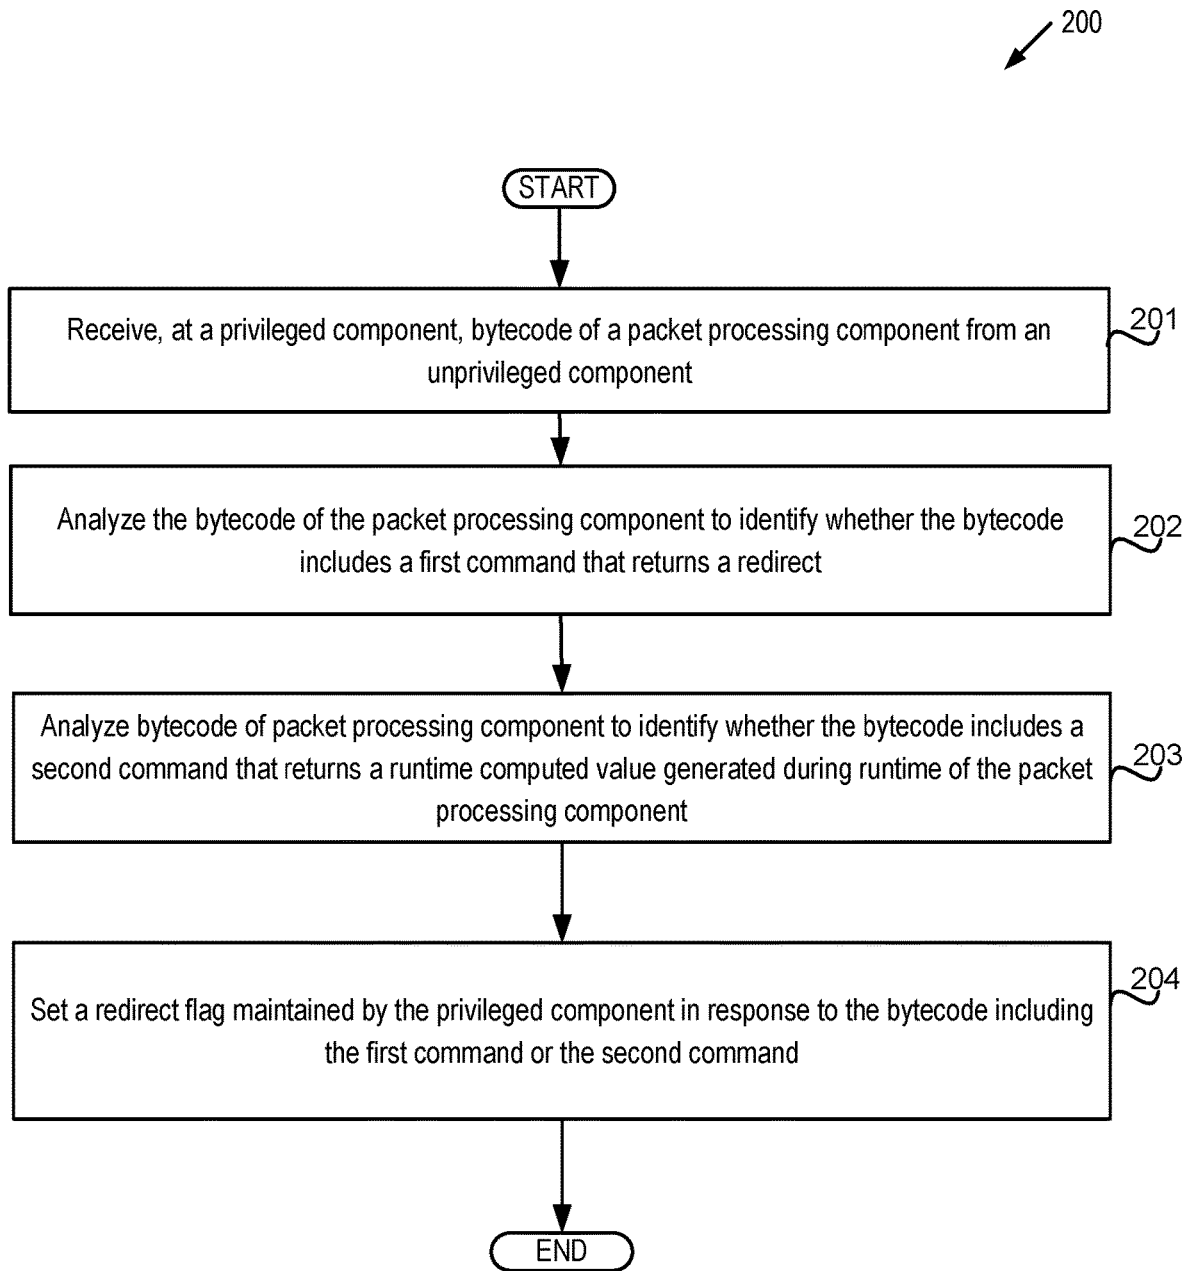 200
START
Receive, at a privileged component, bytecode of a packet processing component from an
unprivileged component
201
Analyze the bytecode of the packet processing component to identify whether the bytecode
includes a first command that returns a redirect
202
Analyze bytecode of packet processing component to identify whether the bytecode includes a
second command that returns a runtime computed value generated during runtime of the packet
processing component
203
Set a redirect flag maintained by the privileged component in response to the bytecode including
the first command or the second command
204
END